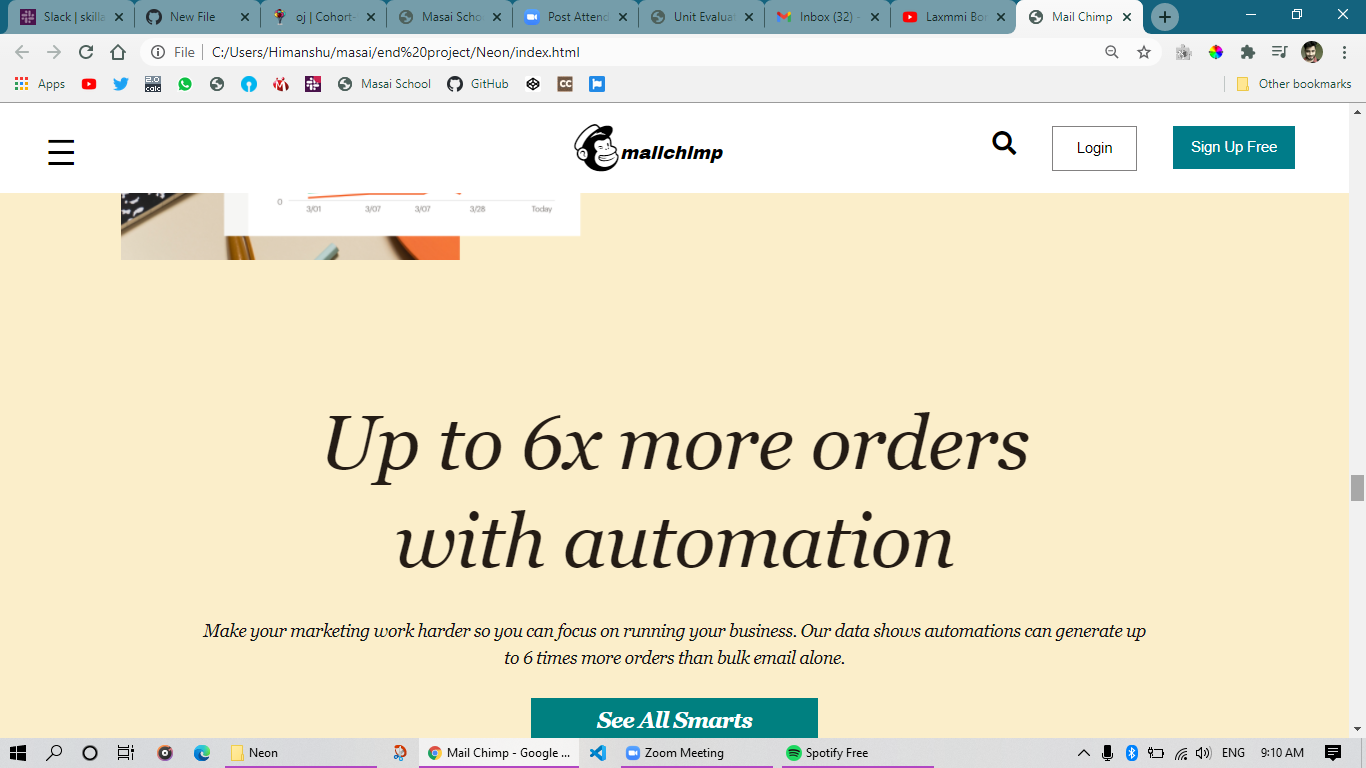 Slack | skilla
New File
oj | Cohort-
Masai Scho
Post Attend
Unit Evaluat
Inbox (32) -
Laxmmi Bor
Mail Chimp
File
C:/Users/Himanshu/masai/end%20project/Neon/index.html
Apps
Masai School
GitHub
CC
Other bookmarks
mailchimp
Login
Sign Up Free
0
3/01 3/07 3/07 3/28 Today
Up to 6x more orders
with automation
Make your marketing work harder so you can focus on running your business. Our data shows automations can generate up
to 6 times more orders than bulk email alone.
See All Smarts
Neon
Mail Chimp - Google ...
Zoom Meeting
Spotify Free
ENG
9:10 AM